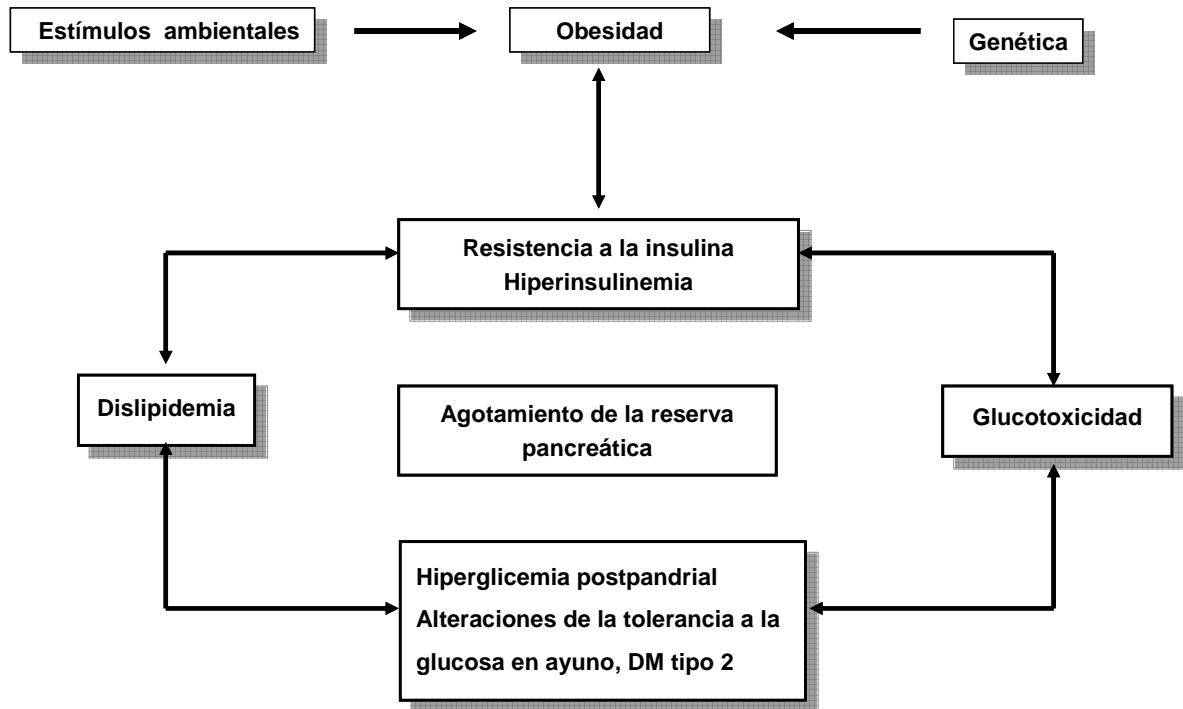 Estímulos ambientales
Obesidad
Genética
Resistencia a la insulina
Hiperinsulinemia
Dislipidemia
Agotamiento de la reserva
pancreática
Glucotoxicidad
Hiperglicemia postpandrial
Alteraciones de la tolerancia a la
glucosa en ayuno, DM tipo 2